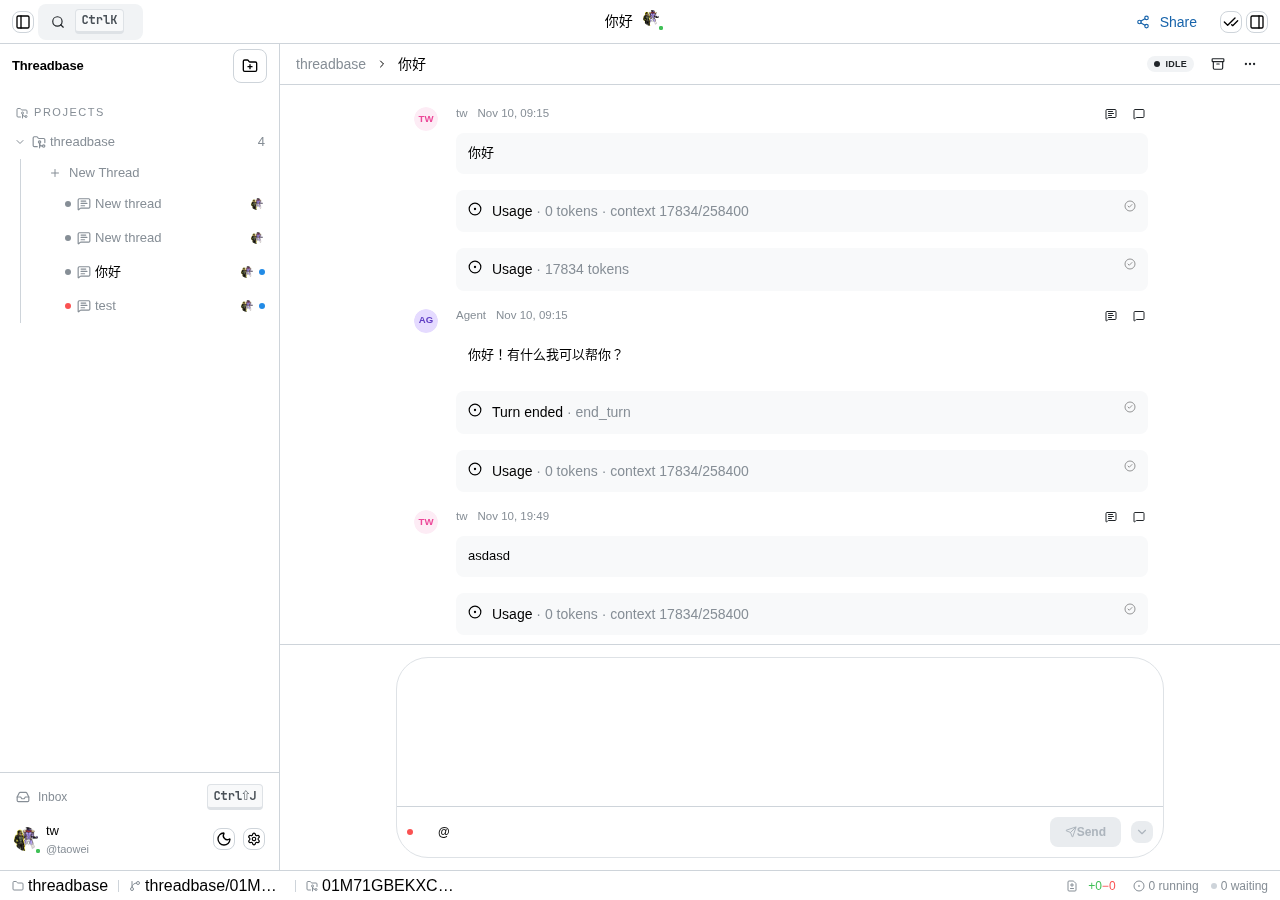 CtrlK
你好
Share
Threadbase
threadbase
你好
IDLE
PROJECTS
threadbase
4
New Thread
New thread
New thread
你好
test
TW
tw Nov 10, 09:15
你好
Usage · 0 tokens · context 17834/258400
Usage · 17834 tokens
AG
Agent Nov 10, 09:15
你好！有什么我可以帮你？
Turn ended · end_turn
Usage · 0 tokens · context 17834/258400
TW
tw Nov 10, 19:49
asdasd
Usage · 0 tokens · context 17834/258400
@
Send
Inbox
Ctrl⇧J
tw
@taowei
threadbase
threadbase/01M…
01M71GBEKXC…
+0−0
0 running
0 waiting